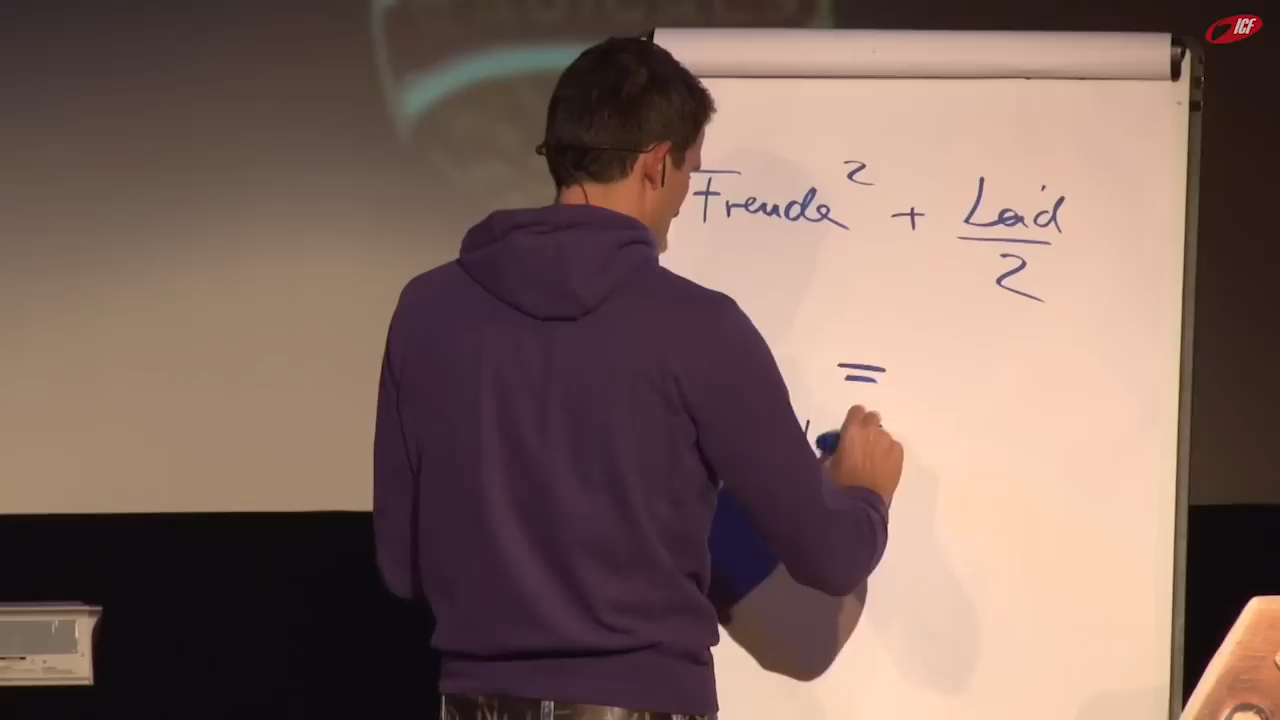 ICF
Freude² + Leid
2
=